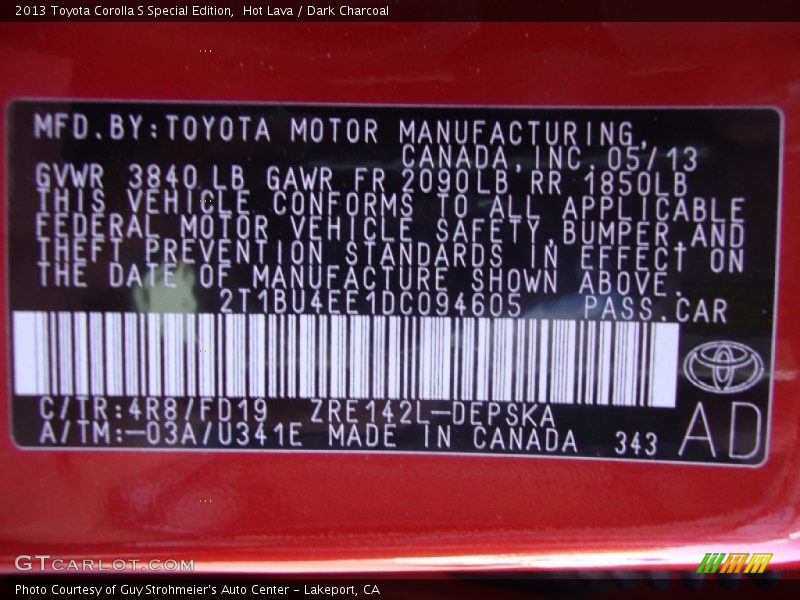 2013 Toyota Corolla S Special Edition,  Hot Lava / Dark Charcoal
MFD.BY:TOYOTA MOTOR MANUFACTURING,
CANADA,INC.05/13
GVWR 3840LB GAWR FR 2090LB RR 1850LB
THIS VEHICLE CONFORMS TO ALL APPLICABLE
FEDERAL MOTOR VEHICLE SAFETY,BUMPER,AND
THEFT PREVENTION STANDARDS IN EFFECT ON
THE DATE OF MANUFACTURE SHOWN ABOVE.
2T1BU4EE1DC094605 PASS.CAR
C/TR:4R8/FD19 ZRE142L-DEPSKA
A/TM:-03A/U341E MADE IN CANADA 343
AD
GTCARLOT.COM
Photo Courtesy of Guy Strohmeier's Auto Center - Lakeport, CA